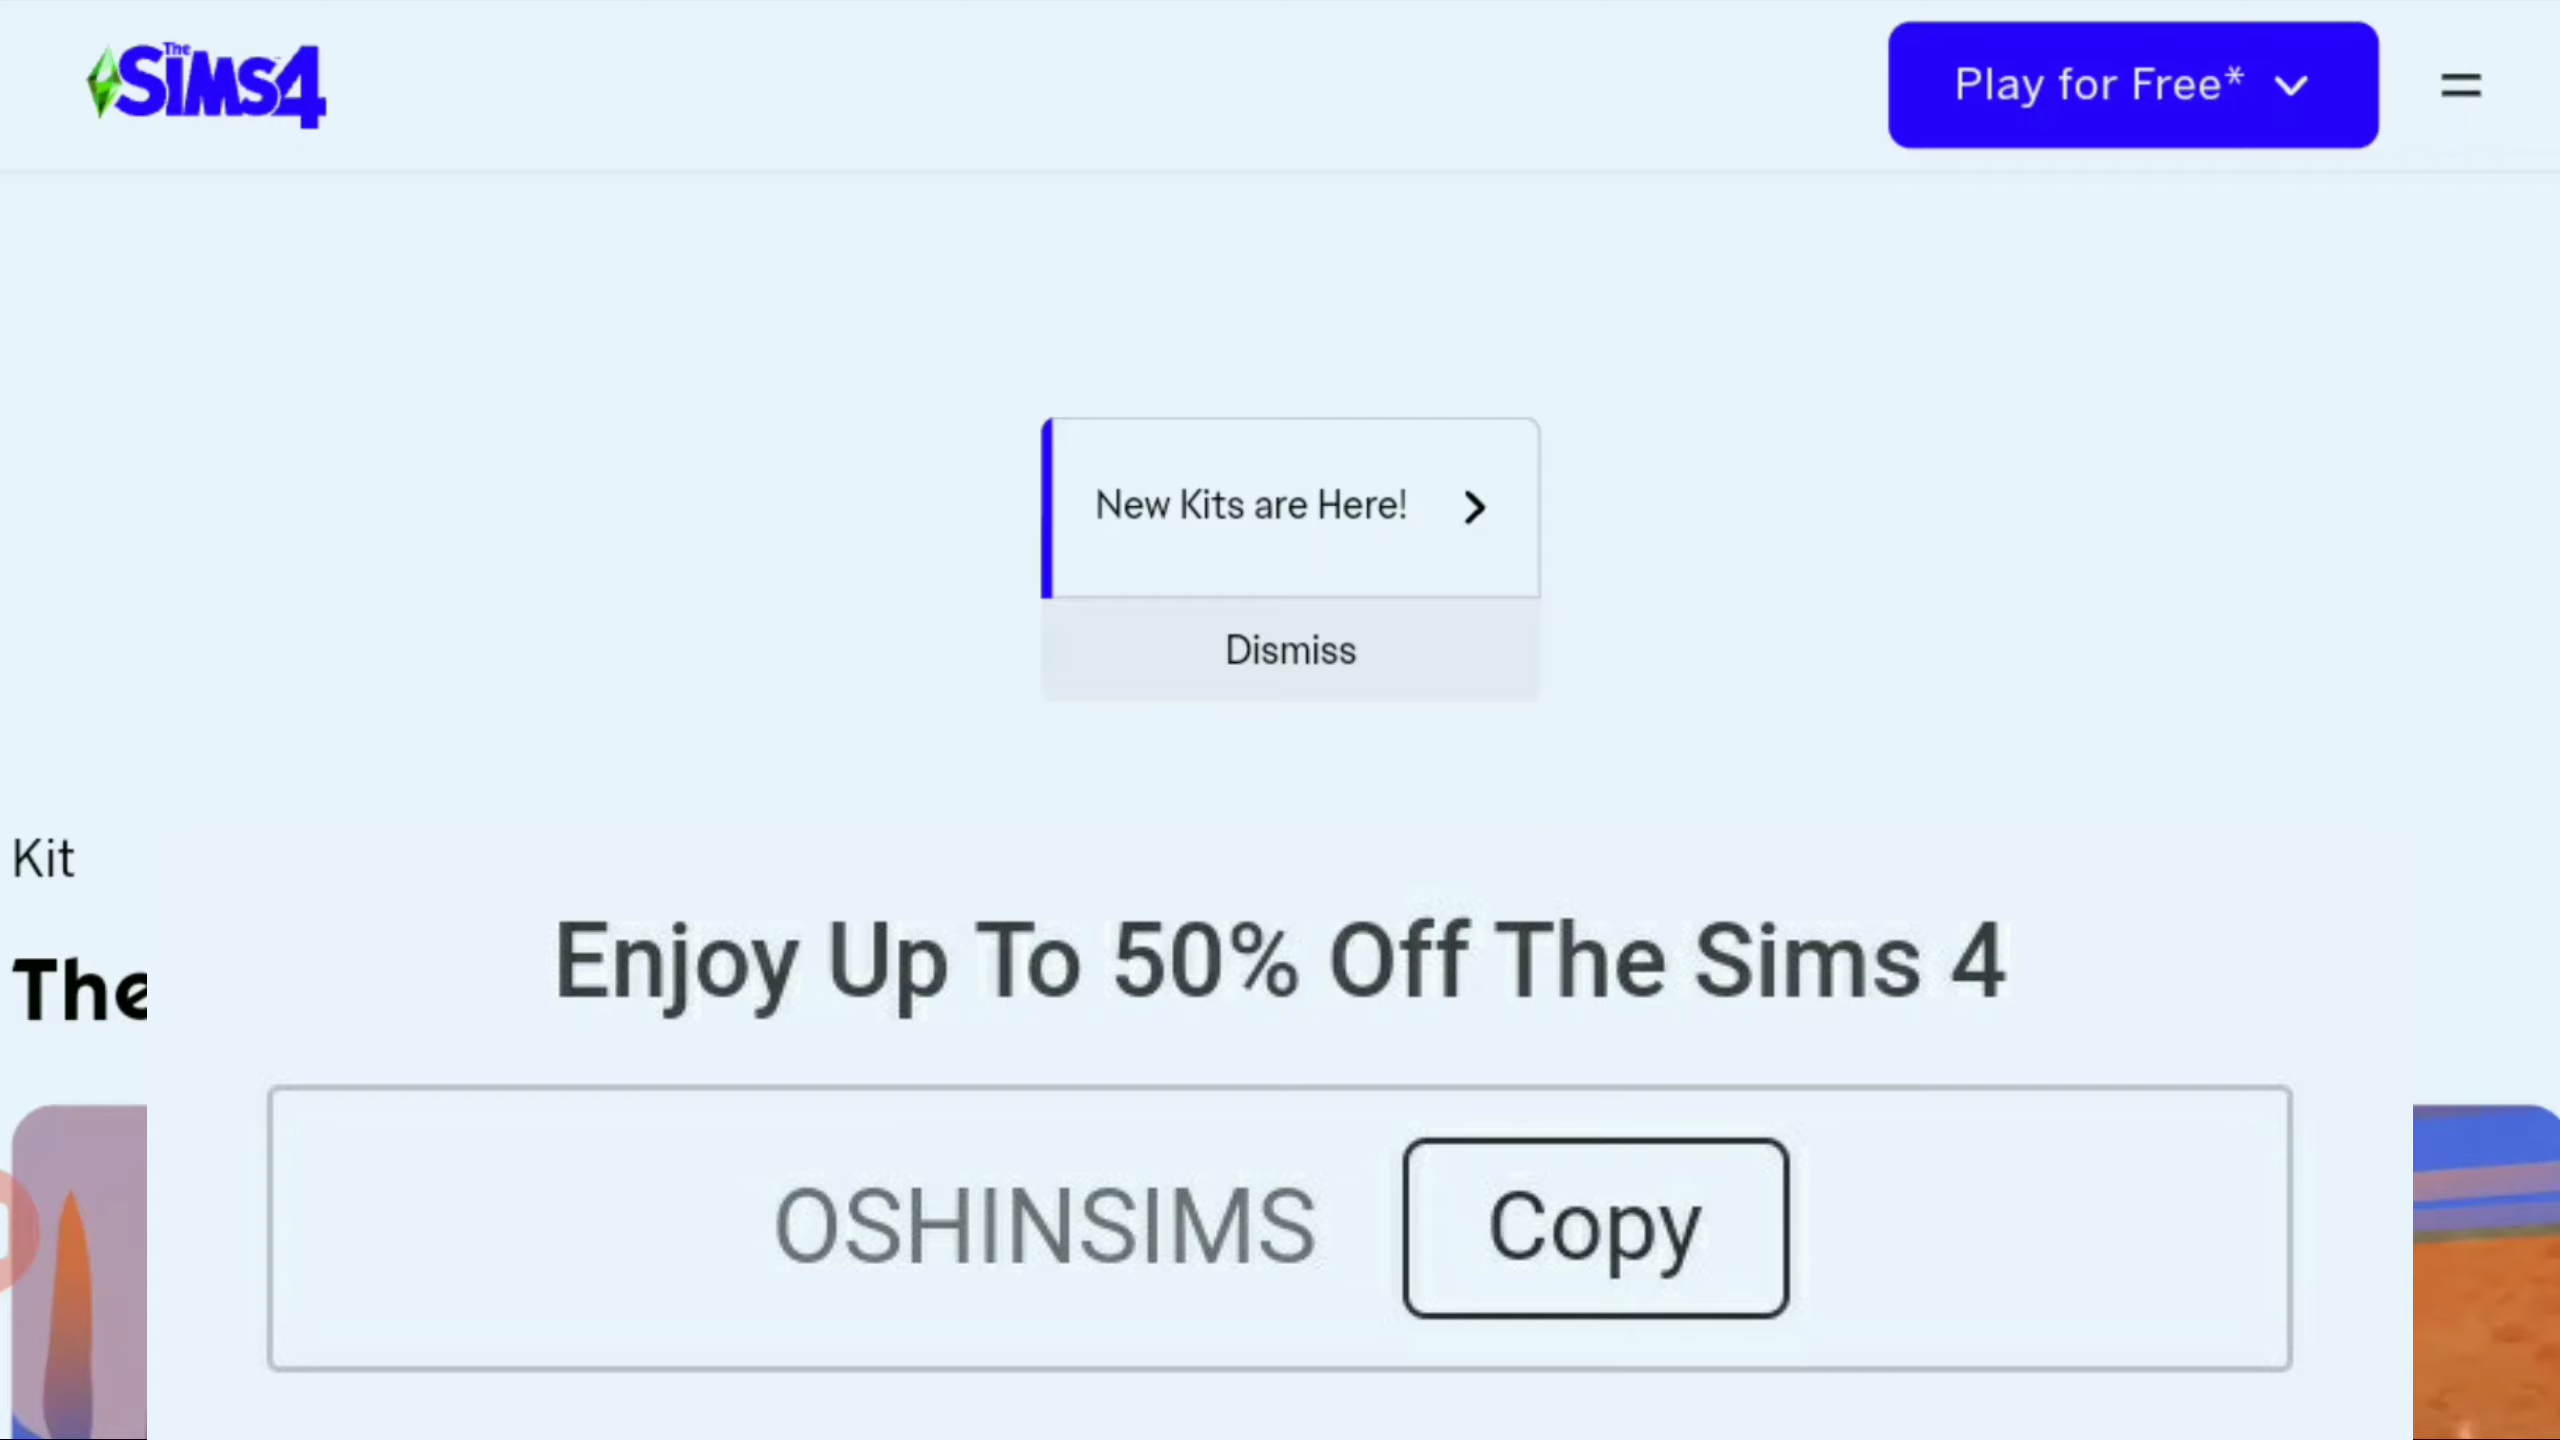 The Sims 4
Play for Free*
New Kits are Here!
Dismiss
Kit
The
Enjoy Up To 50% Off The Sims 4
OSHINSIMS
Copy